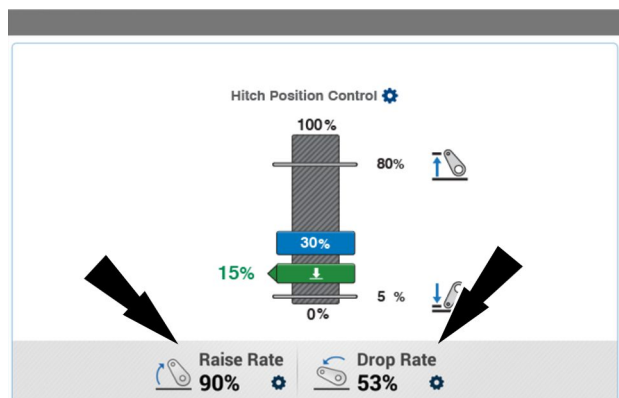 Hitch Position Control
100%
80%
30%
15%
5 %
0%
Raise Rate
90%
Drop Rate
53%